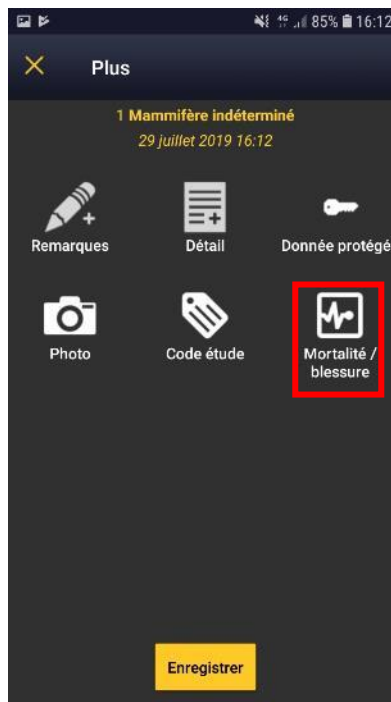 85% 16:12
Plus
1 Mammifère indéterminé
29 juillet 2019 16:12
Remarques Détail Donnée protégé
Photo Code étude Mortalité /
blessure
Enregistrer